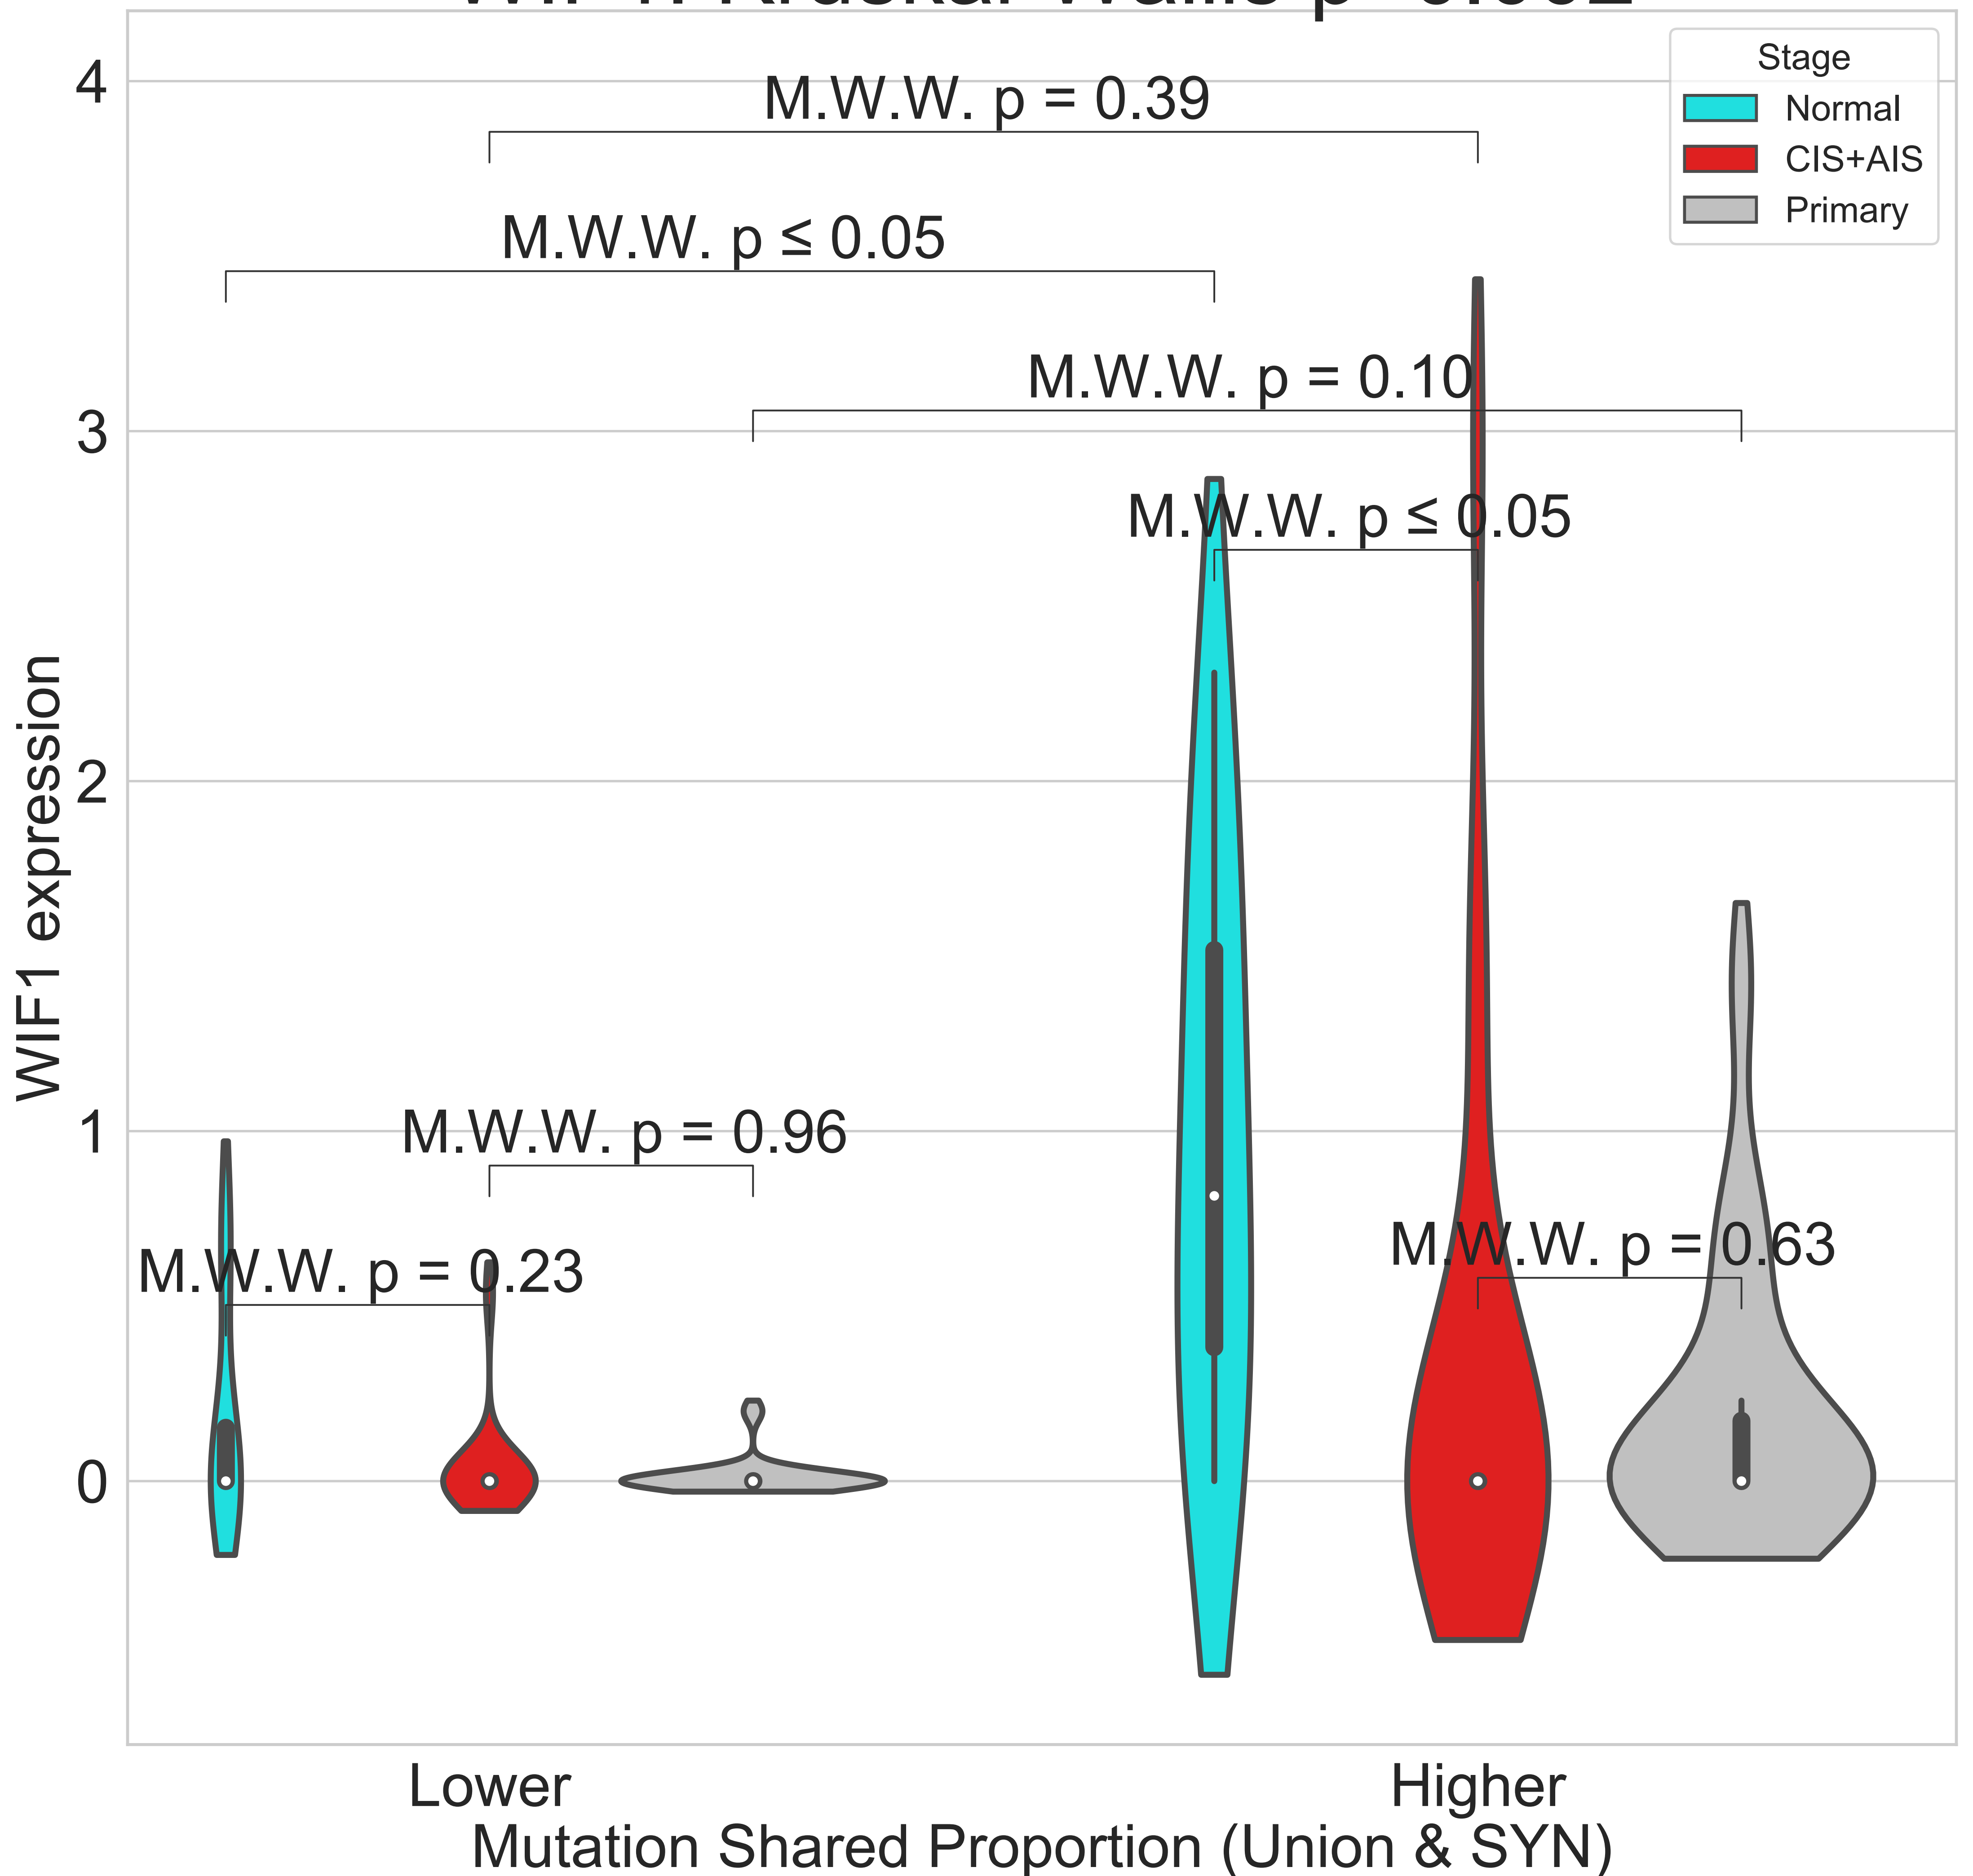 Stage
Normal
CIS+AIS
Primary
4
3
2
1
0
WIF1 expression
M.W.W. p = 0.39
M.W.W. p ≤ 0.05
M.W.W. p = 0.10
M.W.W. p ≤ 0.05
M.W.W. p = 0.96
M.W.W. p = 0.23
M.W.W. p = 0.63
Lower
Higher
Mutation Shared Proportion (Union & SYN)